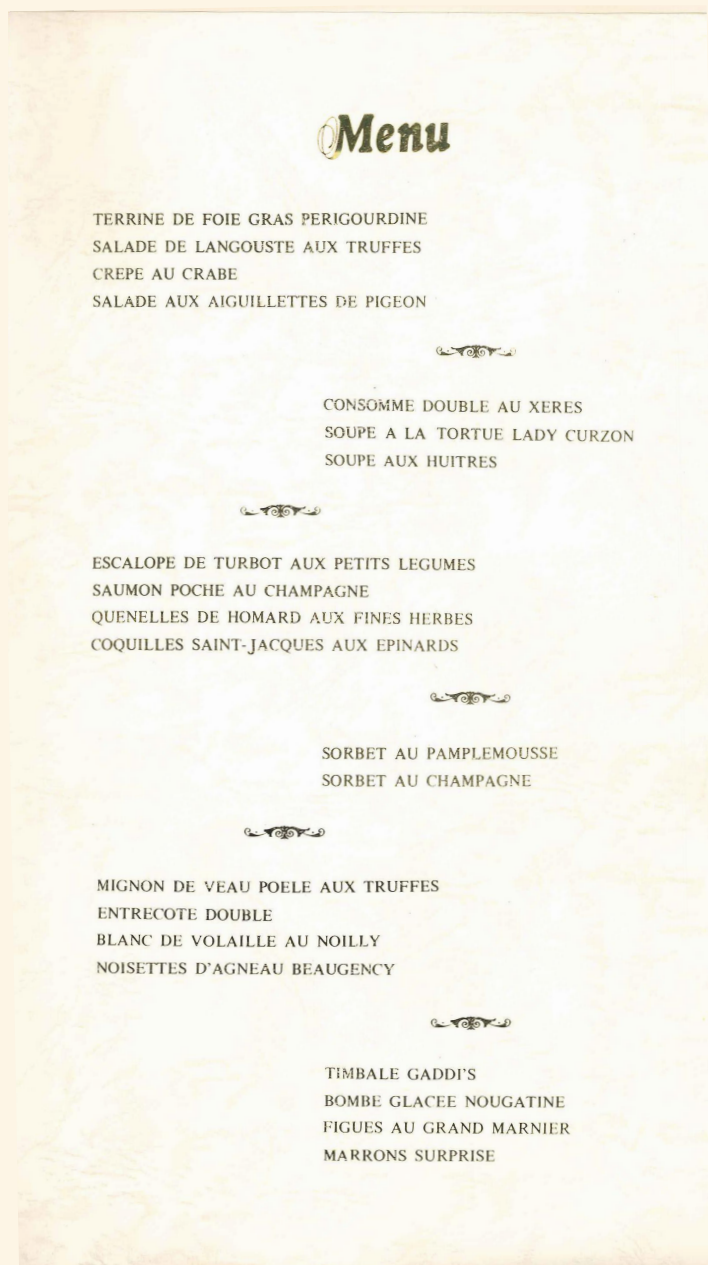 Menu
TERRINE DE FOIE GRAS PERIGOURDINE
SALADE DE LANGOUSTE AUX TRUFFES
CREPE AU CRABE
SALADE AUX AIGUILLETTES DE PIGEON
CONSOMME DOUBLE AU XERES
SOUPE A LA TORTUE LADY CURZON
SOUPE AUX HUITRES
ESCALOPE DE TURBOT AUX PETITS LEGUMES
SAUMON POCHE AU CHAMPAGNE
QUENELLES DE HOMARD AUX FINES HERBES
COQUILLES SAINT-JACQUES AUX EPINARDS
SORBET AU PAMPLEMOUSSE
SORBET AU CHAMPAGNE
MIGNON DE VEAU POELE AUX TRUFFES
ENTRECOTE DOUBLE
BLANC DE VOLAILLE AU NOILLY
NOISETTES D'AGNEAU BEAUGENCY
TIMBALE GADDI'S
BOMBE GLACEE NOUGATINE
FIGUES AU GRAND MARNIER
MARRONS SURPRISE